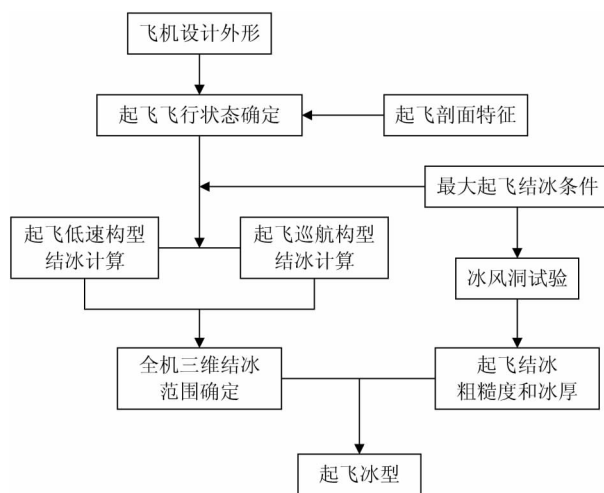 飞机设计外形
起飞飞行状态确定
起飞剖面特征
最大起飞结冰条件
起飞低速构型
结冰计算
起飞巡航构型
结冰计算
冰风洞试验
全机三维结冰
范围确定
起飞结冰
粗糙度和冰厚
起飞冰型